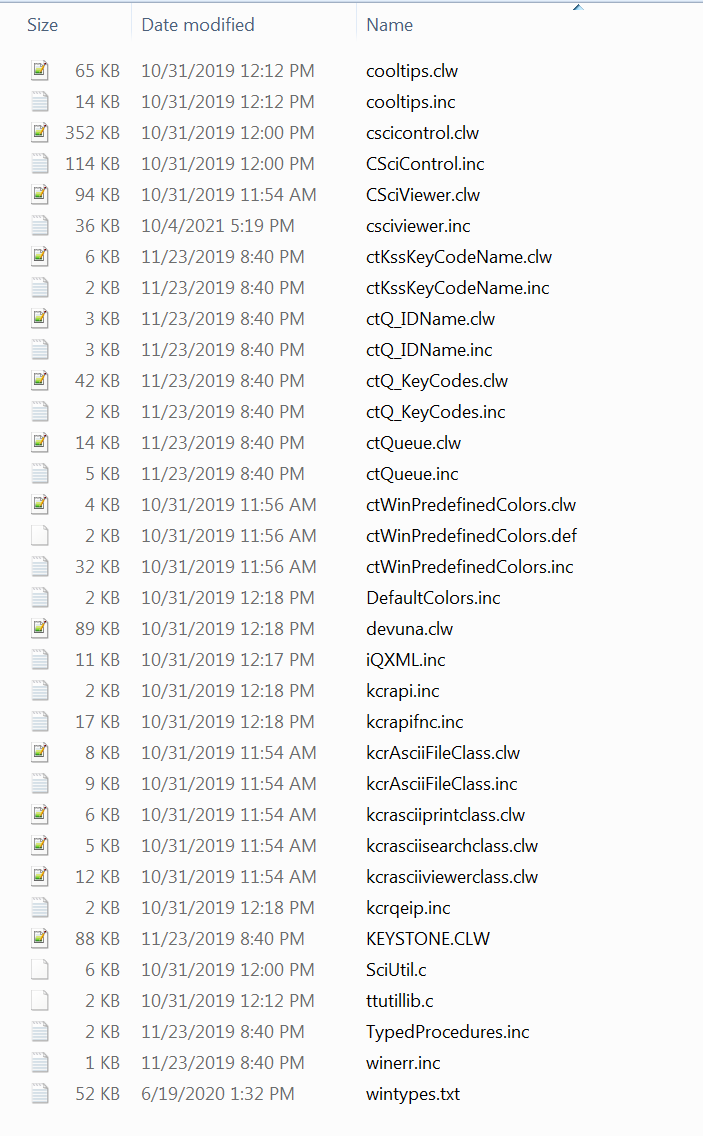 Size Date modified Name
65 KB 10/31/2019 12:12 PM cooltips.clw
14 KB 10/31/2019 12:12 PM cooltips.inc
352 KB 10/31/2019 12:00 PM cscicontrol.clw
114 KB 10/31/2019 12:00 PM CSciControl.inc
94 KB 10/31/2019 11:54 AM CSciViewer.clw
36 KB 10/4/2021 5:19 PM csciviewer.inc
6 KB 11/23/2019 8:40 PM ctKssKeyCodeName.clw
2 KB 11/23/2019 8:40 PM ctKssKeyCodeName.inc
3 KB 11/23/2019 8:40 PM ctQ_IDName.clw
3 KB 11/23/2019 8:40 PM ctQ_IDName.inc
42 KB 11/23/2019 8:40 PM ctQ_KeyCodes.clw
2 KB 11/23/2019 8:40 PM ctQ_KeyCodes.inc
14 KB 11/23/2019 8:40 PM ctQueue.clw
5 KB 11/23/2019 8:40 PM ctQueue.inc
4 KB 10/31/2019 11:56 AM ctWinPredefinedColors.clw
2 KB 10/31/2019 11:56 AM ctWinPredefinedColors.def
32 KB 10/31/2019 11:56 AM ctWinPredefinedColors.inc
2 KB 10/31/2019 12:18 PM DefaultColors.inc
89 KB 10/31/2019 12:18 PM devuna.clw
11 KB 10/31/2019 12:17 PM iQXML.inc
2 KB 10/31/2019 12:18 PM kcrapi.inc
17 KB 10/31/2019 12:18 PM kcrapifnc.inc
8 KB 10/31/2019 11:54 AM kcrAsciiFileClass.clw
9 KB 10/31/2019 11:54 AM kcrAsciiFileClass.inc
6 KB 10/31/2019 11:54 AM kcrasciiprintclass.clw
5 KB 10/31/2019 11:54 AM kcrasciisearchclass.clw
12 KB 10/31/2019 11:54 AM kcrasciiviewerclass.clw
2 KB 10/31/2019 12:18 PM kcrqeip.inc
88 KB 11/23/2019 8:40 PM KEYSTONE.CLW
6 KB 10/31/2019 12:00 PM SciUtil.c
2 KB 10/31/2019 12:12 PM ttutillib.c
2 KB 11/23/2019 8:40 PM TypedProcedures.inc
1 KB 11/23/2019 8:40 PM winerr.inc
52 KB 6/19/2020 1:32 PM wintypes.txt